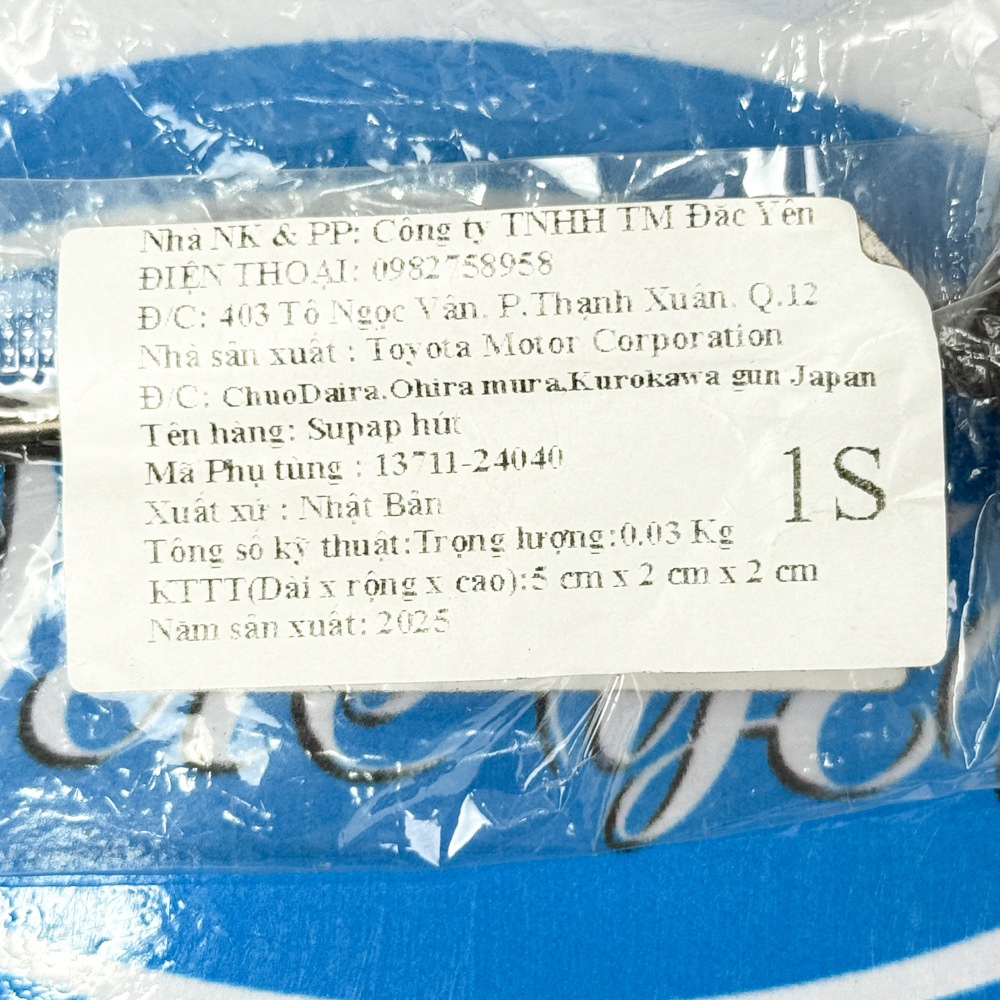 Nhà NK & PP: Công ty TNHH TM Đắc Yên
ĐIỆN THOẠI: 0982758958
Đ/C: 403 Tô Ngọc Vân. P.Thạnh Xuân. Q.12
Nhà sản xuất : Toyota Motor Corporation
Đ/C: ChuoDaira.Ohira mura,Kurokawa gun Japan
Tên hàng: Supap hút
Mã Phụ tùng : 13711-24040
Xuất xứ : Nhật Bản
1S
Tông số kỹ thuật:Trọng lượng:0.03 Kg
KTTT(Dài x rộng x cao):5 cm x 2 cm x 2 cm
Năm sản xuất: 2025